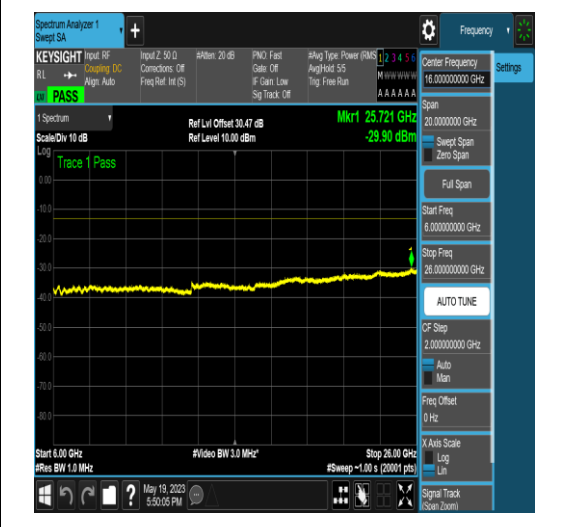 Spectrum Analyzer 1
Swept SA
+
Frequency
KEYSIGHT
RL
PASS
Input: RF
Coupling: DC
Align: Auto
Input Z: 50 Ω
Corrections: Off
Freq Ref: Int (S)
#Atten: 20 dB
PNO: Fast
Gate: Off
IF Gain: Low
Sig Track: Off
#Avg Type: Power (RMS
Avg|Hold: 5/5
Trig: Free Run
1 2 3 4 5 6
M W W W W W
A A A A A A
1 Spectrum
Scale/Div 10 dB
Ref Lvl Offset 30.47 dB
Ref Level 10.00 dBm
Mkr1 25.721 GHz
-29.90 dBm
Log
Trace 1 Pass
0.00
-10.0
-20.0
-30.0
-40.0
-50.0
-60.0
-70.0
-80.0
1
Start 6.00 GHz
#Res BW 1.0 MHz
#Video BW 3.0 MHz*
Stop 26.00 GHz
#Sweep ~1.00 s (20001 pts)
?
May 19, 2023
5:50:05 PM
Center Frequency
16.000000000 GHz
Settings
Span
20.0000000 GHz
Swept Span
Zero Span
Full Span
Start Freq
6.000000000 GHz
Stop Freq
26.000000000 GHz
AUTO TUNE
CF Step
2.000000000 GHz
Auto
Man
Freq Offset
0 Hz
X Axis Scale
Log
Lin
Signal Track
(Span Zoom)